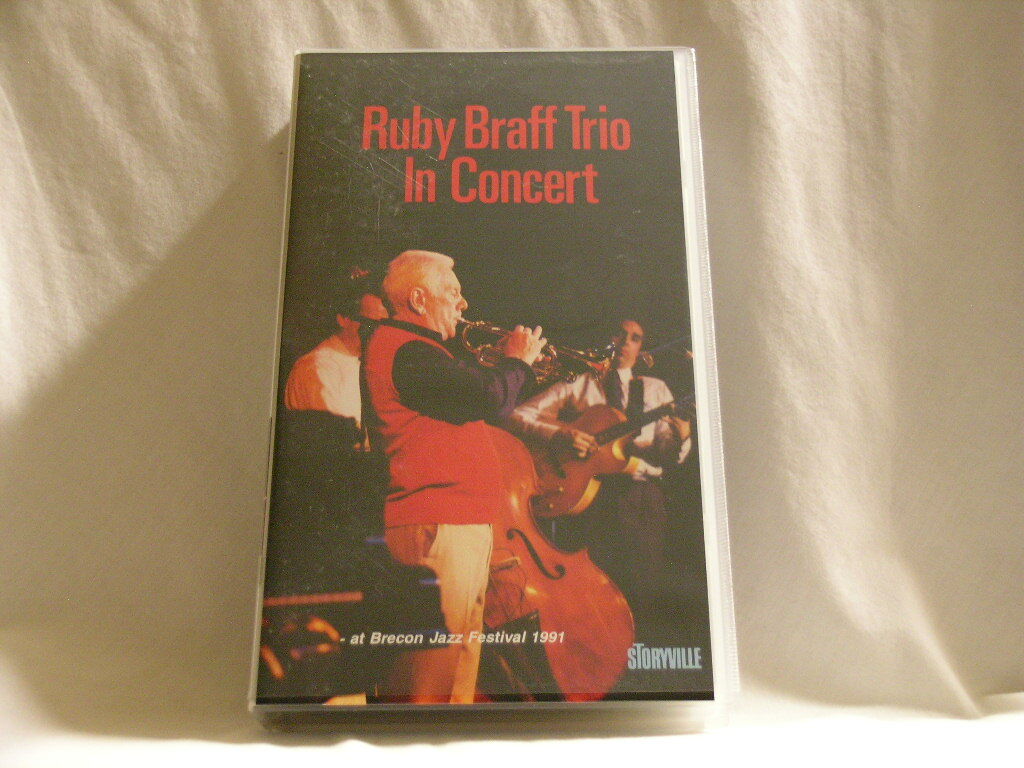 Ruby Braff Trio
In Concert
- at Brecon Jazz Festival 1991
STORYVILLE